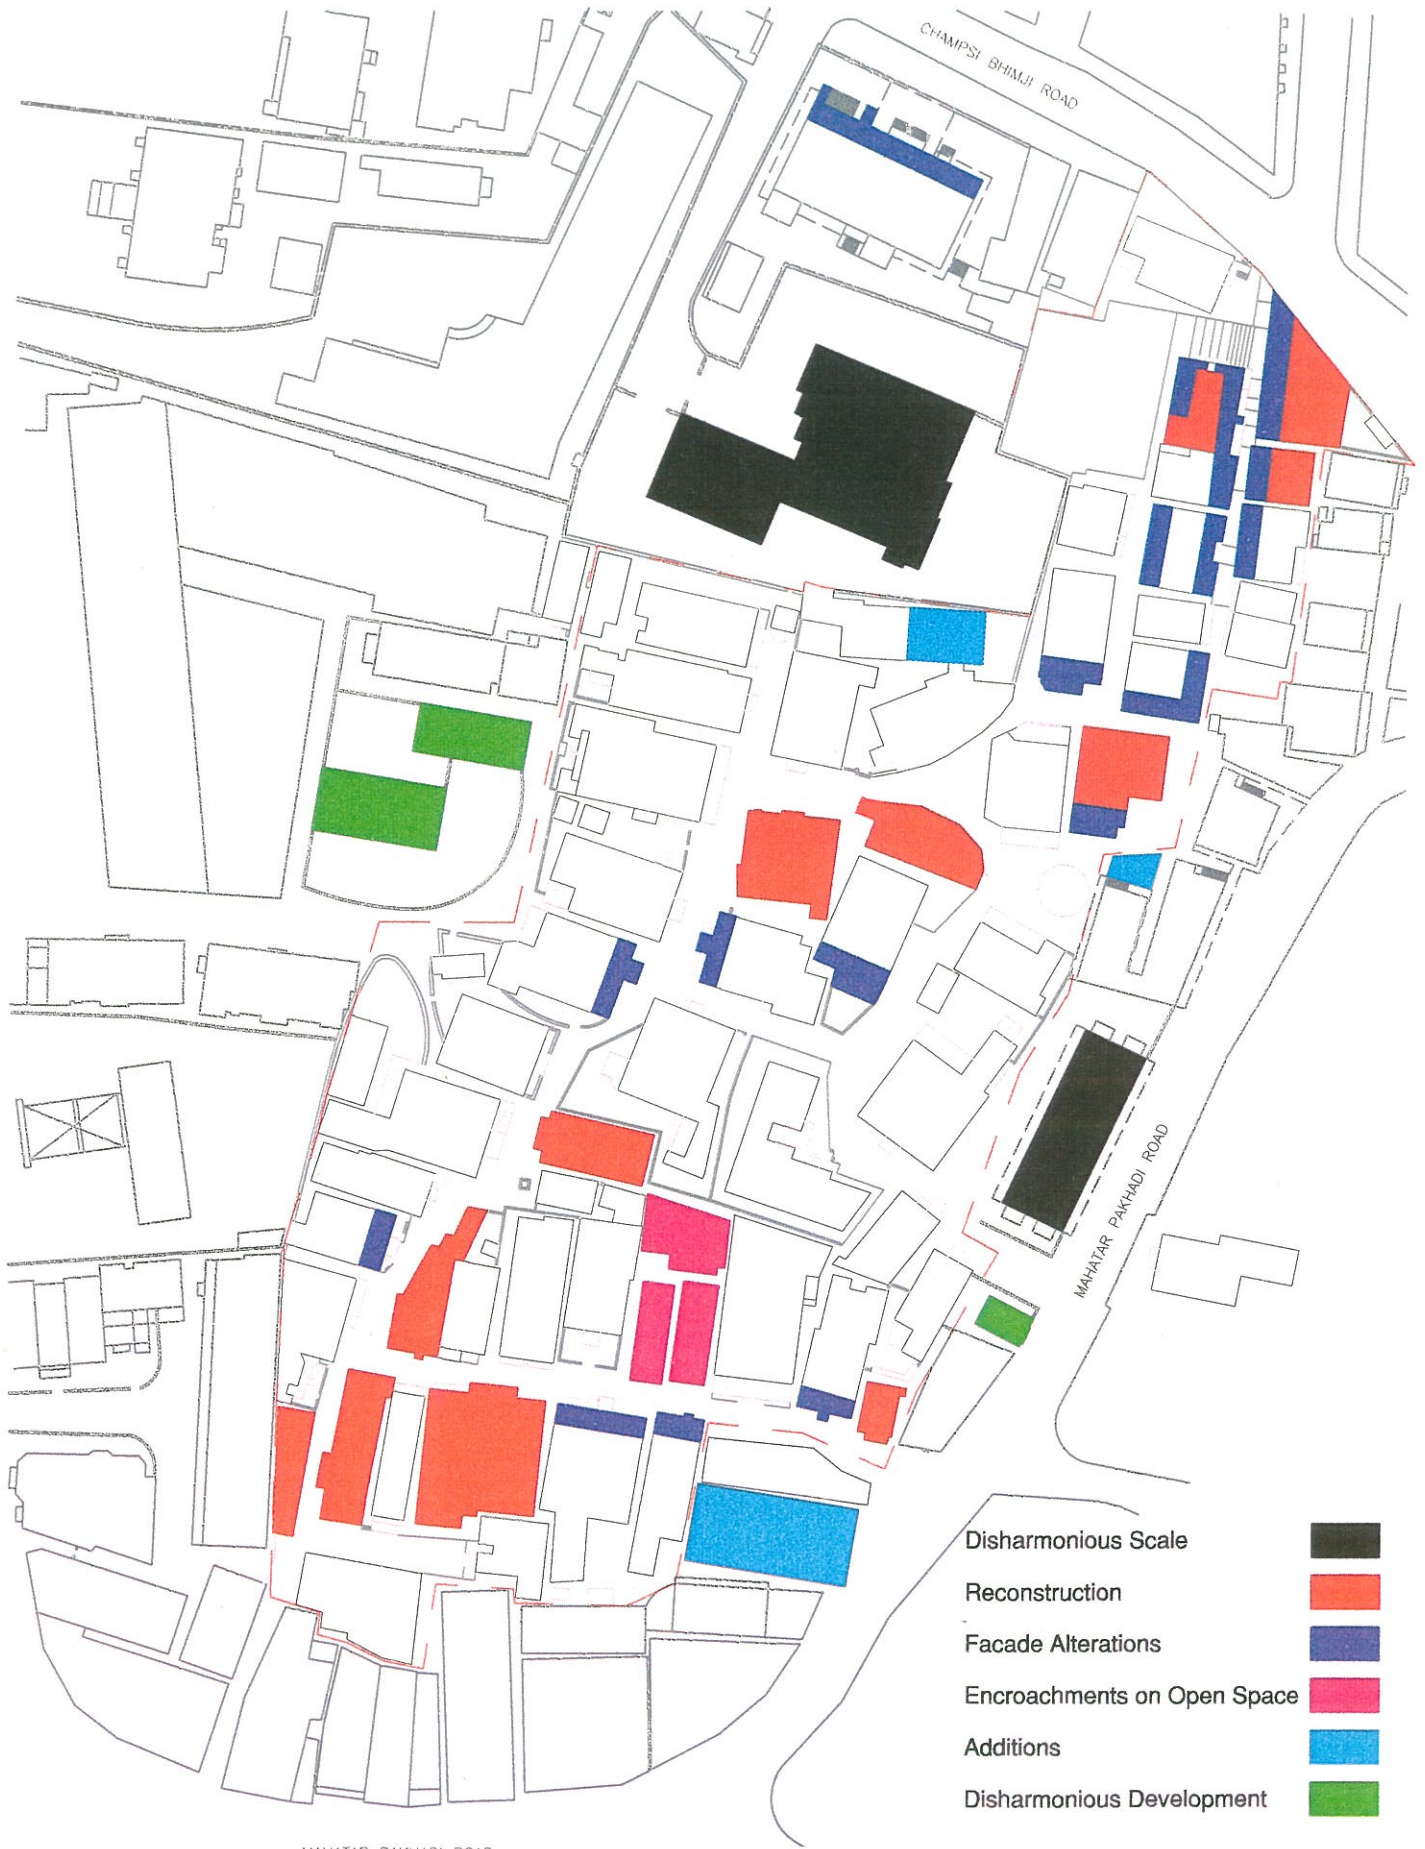 CHAMPSI BHIMJI ROAD
MAHATAR PAKHADI ROAD
Disharmonious Scale
Reconstruction
Facade Alterations
Encroachments on Open Space
Additions
Disharmonious Development